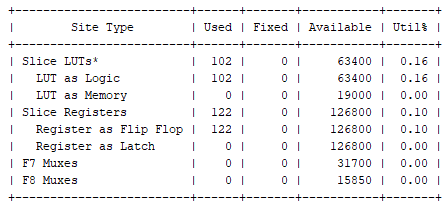 +-------------------------+------+-------+-----------+-------+
|        Site Type        | Used | Fixed | Available | Util% |
+-------------------------+------+-------+-----------+-------+
| Slice LUTs*             |  102 |     0 |     63400 |  0.16 |
|   LUT as Logic          |  102 |     0 |     63400 |  0.16 |
|   LUT as Memory         |    0 |     0 |     19000 |  0.00 |
| Slice Registers         |  122 |     0 |    126800 |  0.10 |
|   Register as Flip Flop |  122 |     0 |    126800 |  0.10 |
|   Register as Latch     |    0 |     0 |    126800 |  0.00 |
| F7 Muxes                |    0 |     0 |     31700 |  0.00 |
| F8 Muxes                |    0 |     0 |     15850 |  0.00 |
+-------------------------+------+-------+-----------+-------+